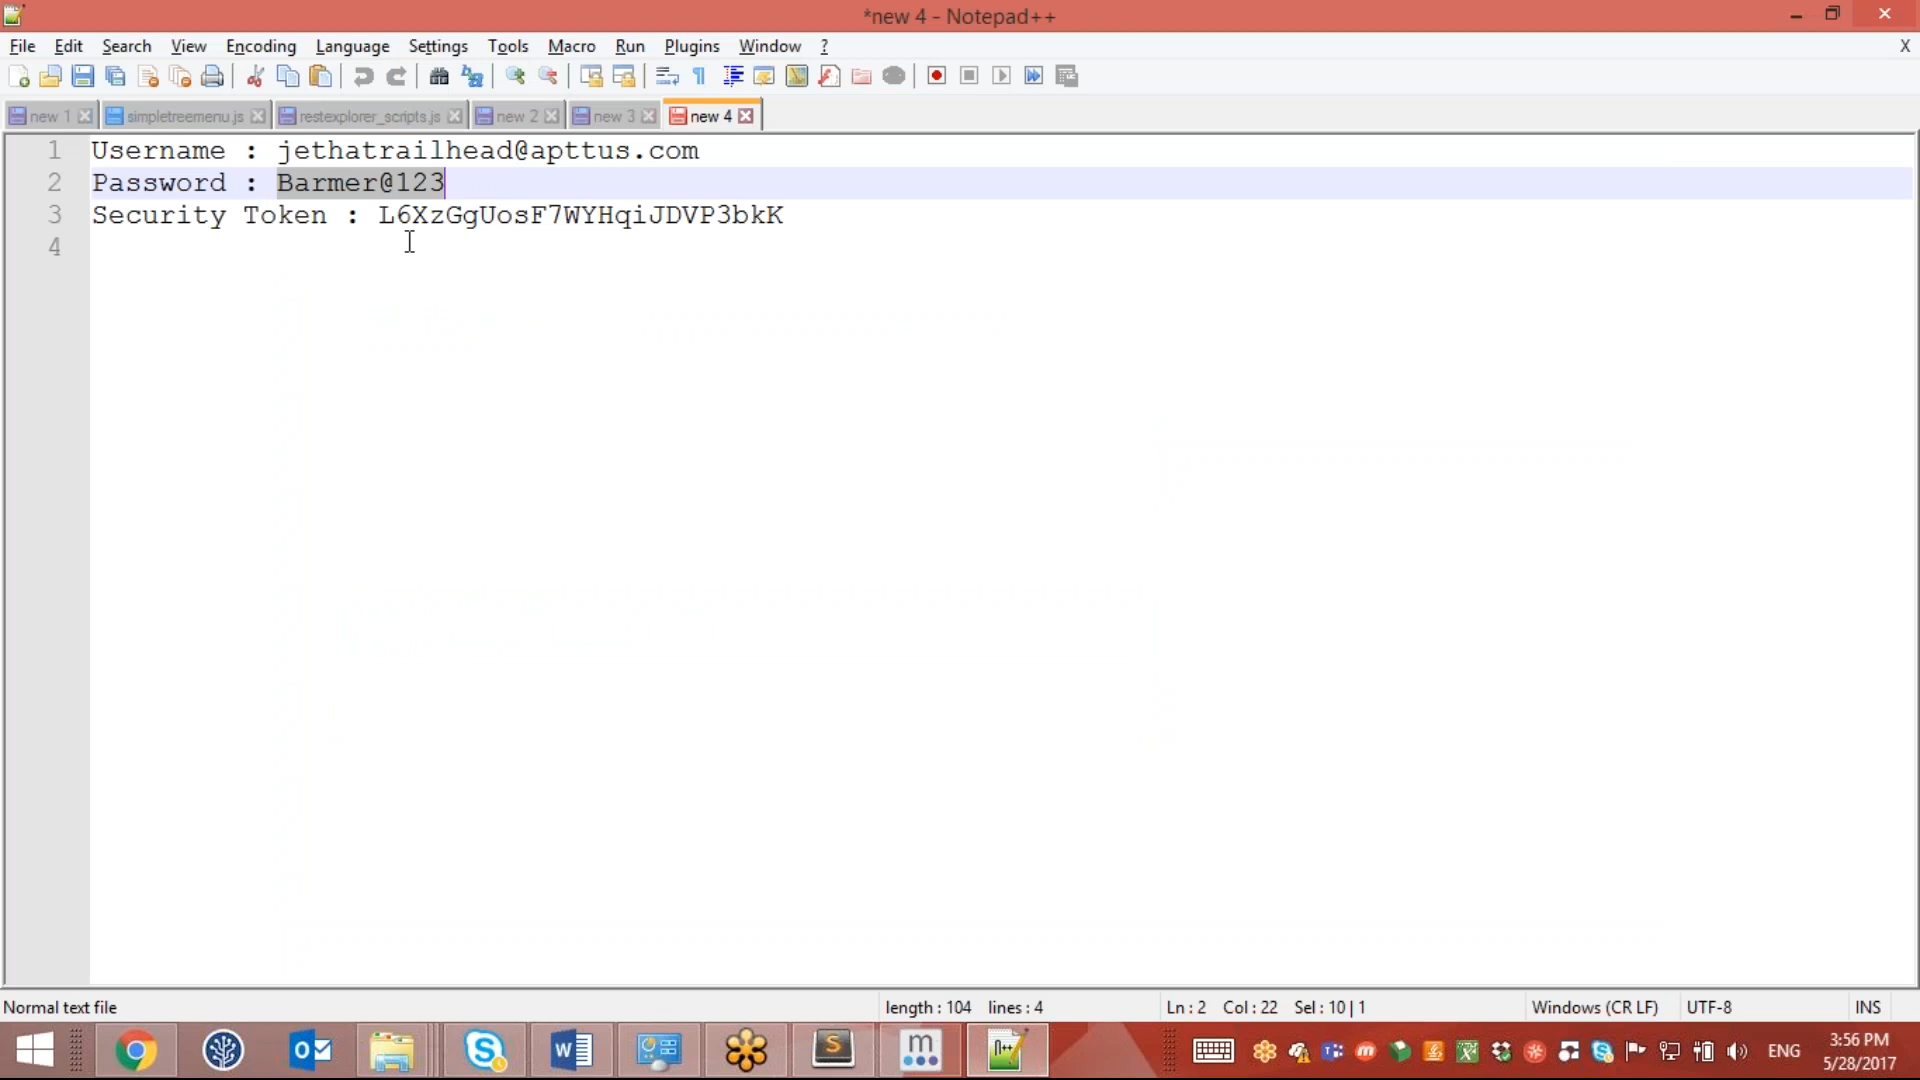 *new 4 - Notepad++
File Edit Search View Encoding Language Settings Tools Macro Run Plugins Window ? X
new 1 simpletreemenu.js restexplorer_scripts.js new 2 new 3 new 4
1 Username : jethatrailhead@apttus.com
2 Password : Barmer@123
3 Security Token : L6XzGgUosF7WYHqiJDVP3bkK
4
Normal text file length : 104 lines : 4 Ln : 2 Col : 22 Sel : 10 | 1 Windows (CR LF) UTF-8 INS
ENG 3:56 PM
5/28/2017